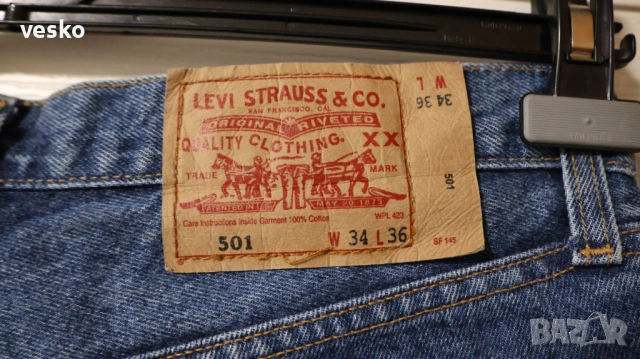 vesko
LEVI STRAUSS & CO.
SAN FRANCISCO, CAL.
ORIGINAL RIVETED
QUALITY CLOTHING.
XX
TRADE MARK
MAY 20 1873
Care Instructions Inside Garment 100% Cotton
WPL 423
501 W 34 L 36
SF 145
W L
34 36
501
BAZAR
bg